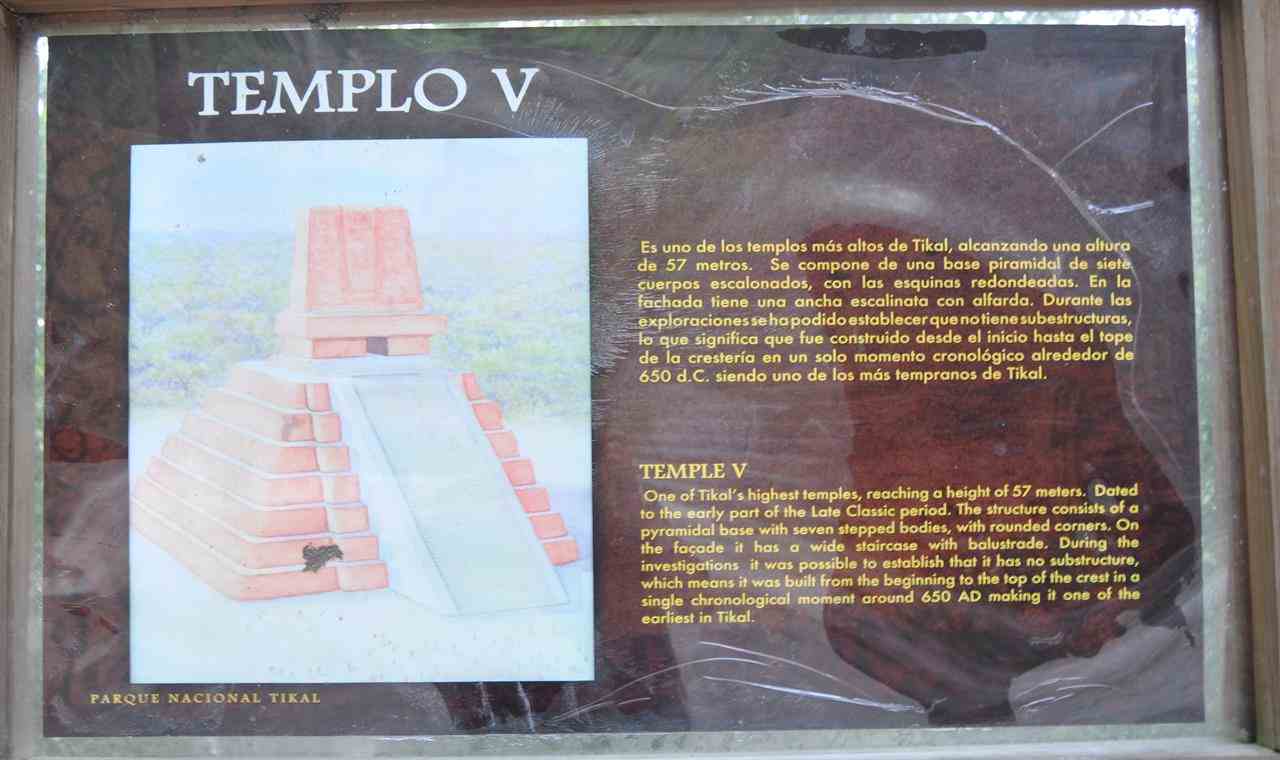 TEMPLO V
Es uno de los templos más altos de Tikal, alcanzando una altura
de 57 metros. Se compone de una base piramidal de siete
cuerpos escalonados, con las esquinas redondeadas. En la
fachada tiene una ancha escalinata con alfarda. Durante las
exploraciones se ha podido establecer que no tiene subestructuras,
lo que significa que fue construido desde el inicio hasta el tope
de la crestería en un solo momento cronológico alrededor de
650 d.C. siendo uno de los más tempranos de Tikal.
TEMPLE V
One of Tikal's highest temples, reaching a height of 57 meters. Dated
to the early part of the Late Classic period. The structure consists of a
pyramidal base with seven stepped bodies, with rounded corners. On
the façade it has a wide staircase with balustrade. During the
investigations it was possible to establish that it has no substructure,
which means it was built from the beginning to the top of the crest in a
single chronological moment around 650 AD making it one of the
earliest in Tikal.
PARQUE NACIONAL TIKAL